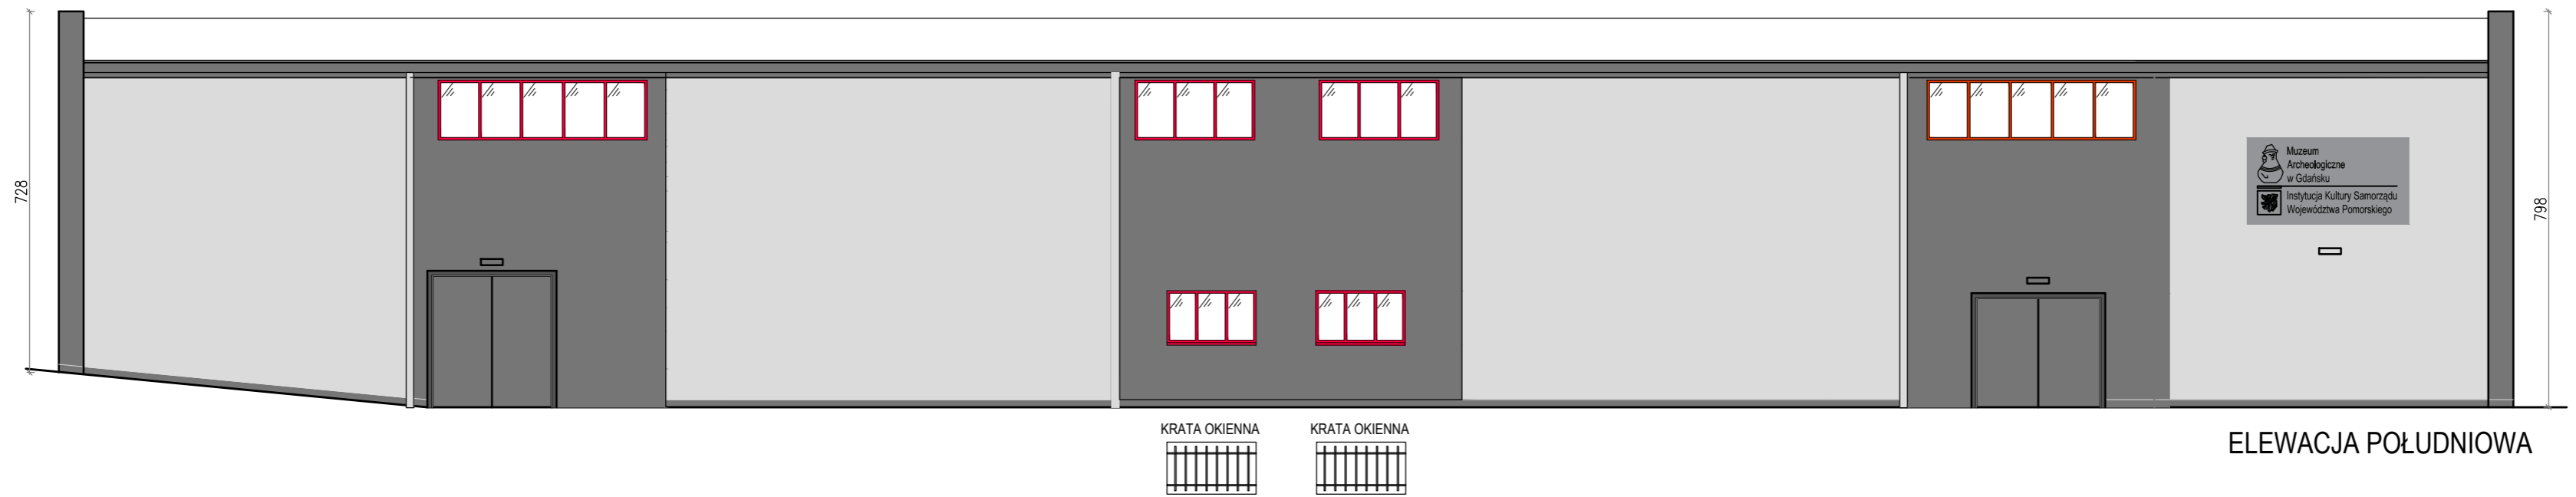 728
Muzeum
Archeologiczne
w Gdańsku
Instytucja Kultury Samorządu
Województwa Pomorskiego
798
KRATA OKIENNA
KRATA OKIENNA
ELEWACJA POŁUDNIOWA